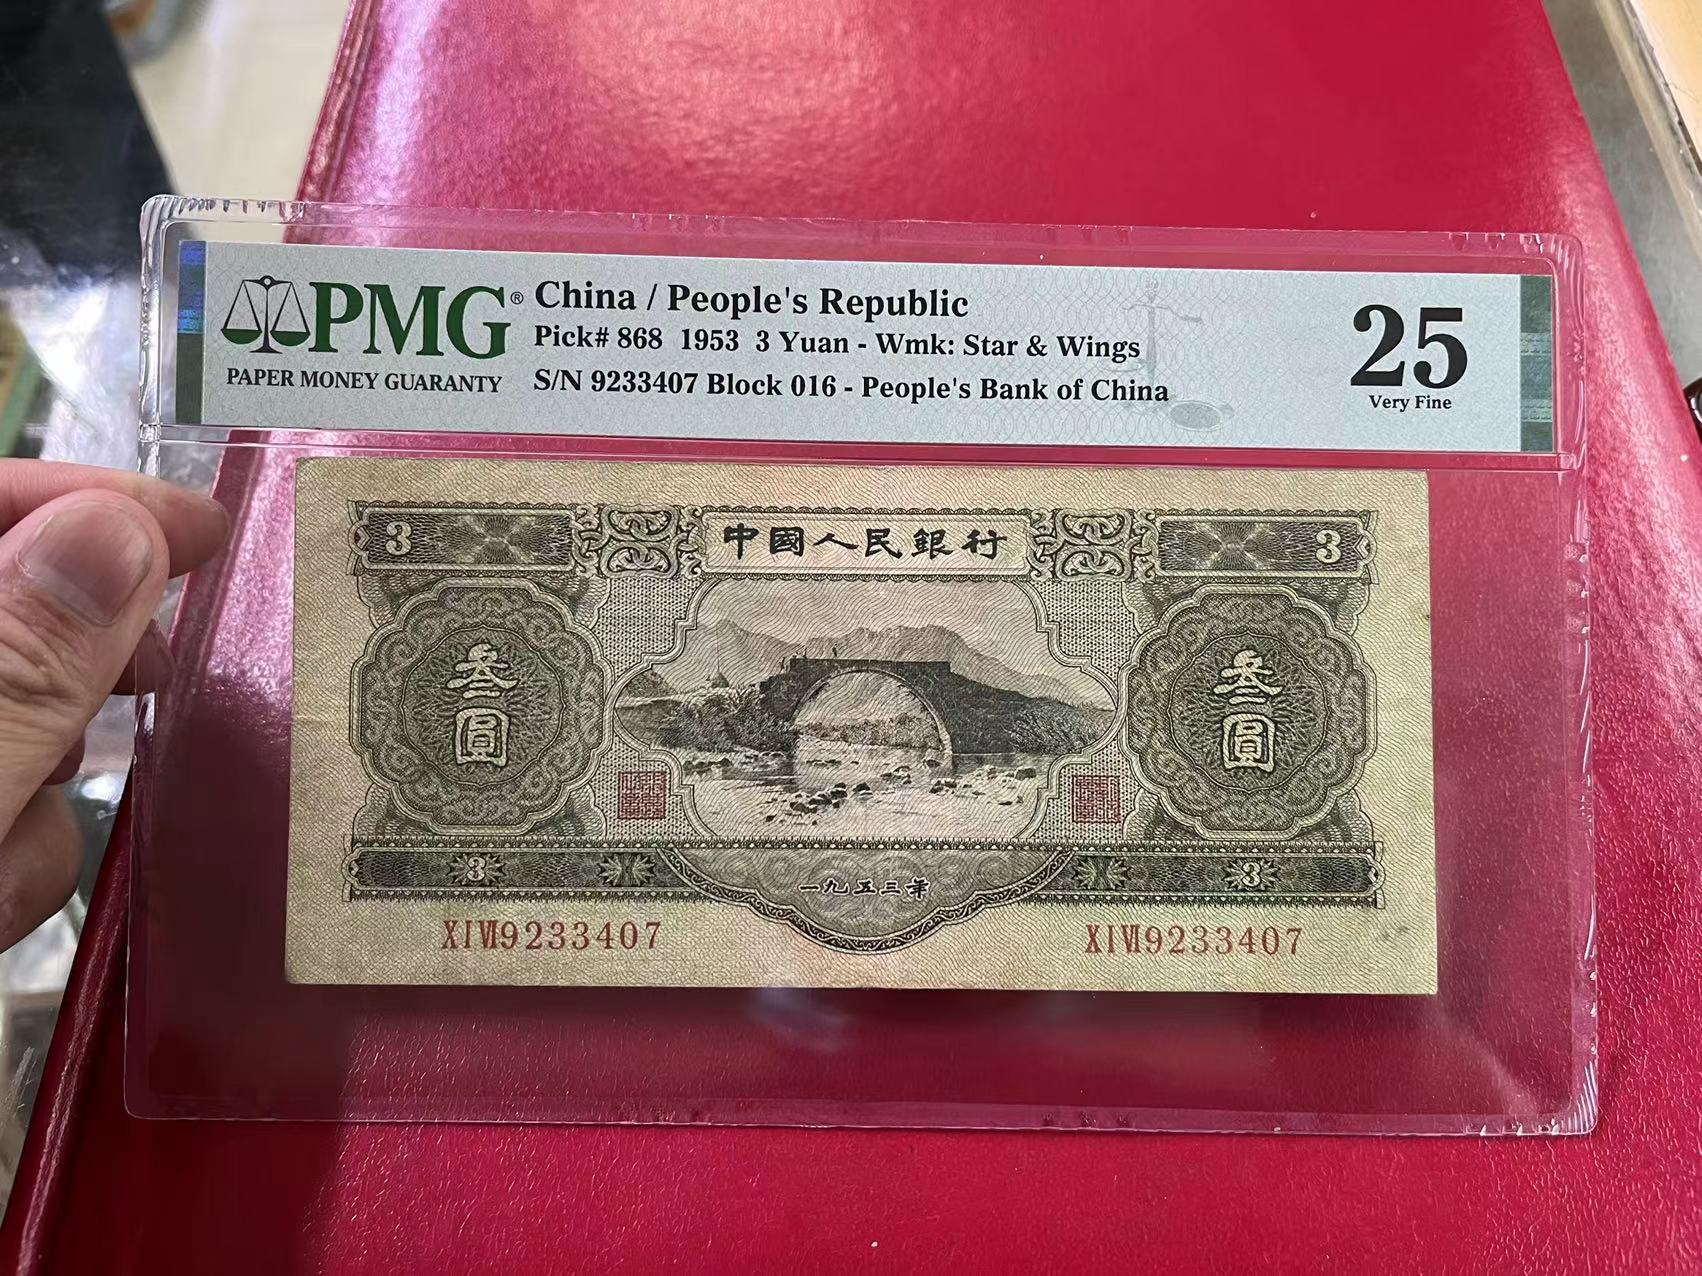 PMG® China / People's Republic 25
Pick# 868 1953 3 Yuan - Wmk: Star & Wings
PAPER MONEY GUARANTY S/N 9233407 Block 016 - People's Bank of China Very Fine
3 中國人民銀行 3
叁圓 叁圓
3 一九五三年 3
XIVII9233407 XIVII9233407